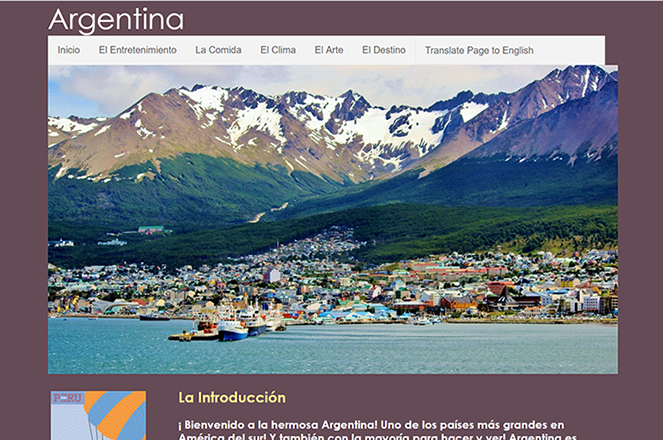 Argentina
Inicio El Entretenimiento La Comida El Clima El Arte El Destino Translate Page to English
La Introducción
¡ Bienvenido a la hermosa Argentina! Uno de los países más grandes en
América del sur! Y también con la mayoría para hacer y ver! Argentina es